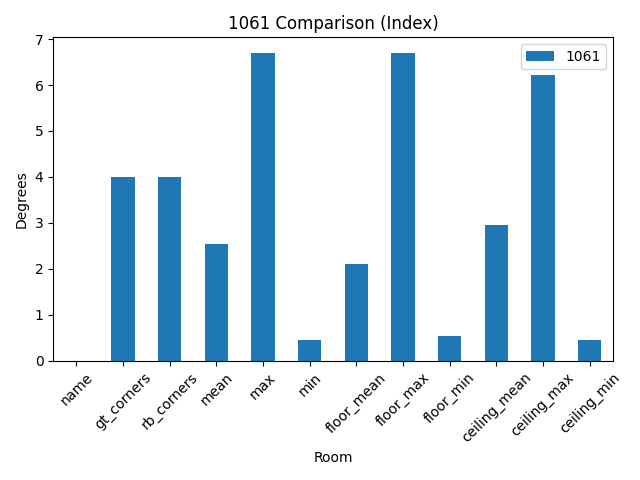 1061 Comparison (Index)
1061
Degrees
7
6
5
4
3
2
1
0
name
gt_corners
rb_corners
mean
max
min
floor_mean
floor_max
floor_min
ceiling_mean
ceiling_max
ceiling_min
Room